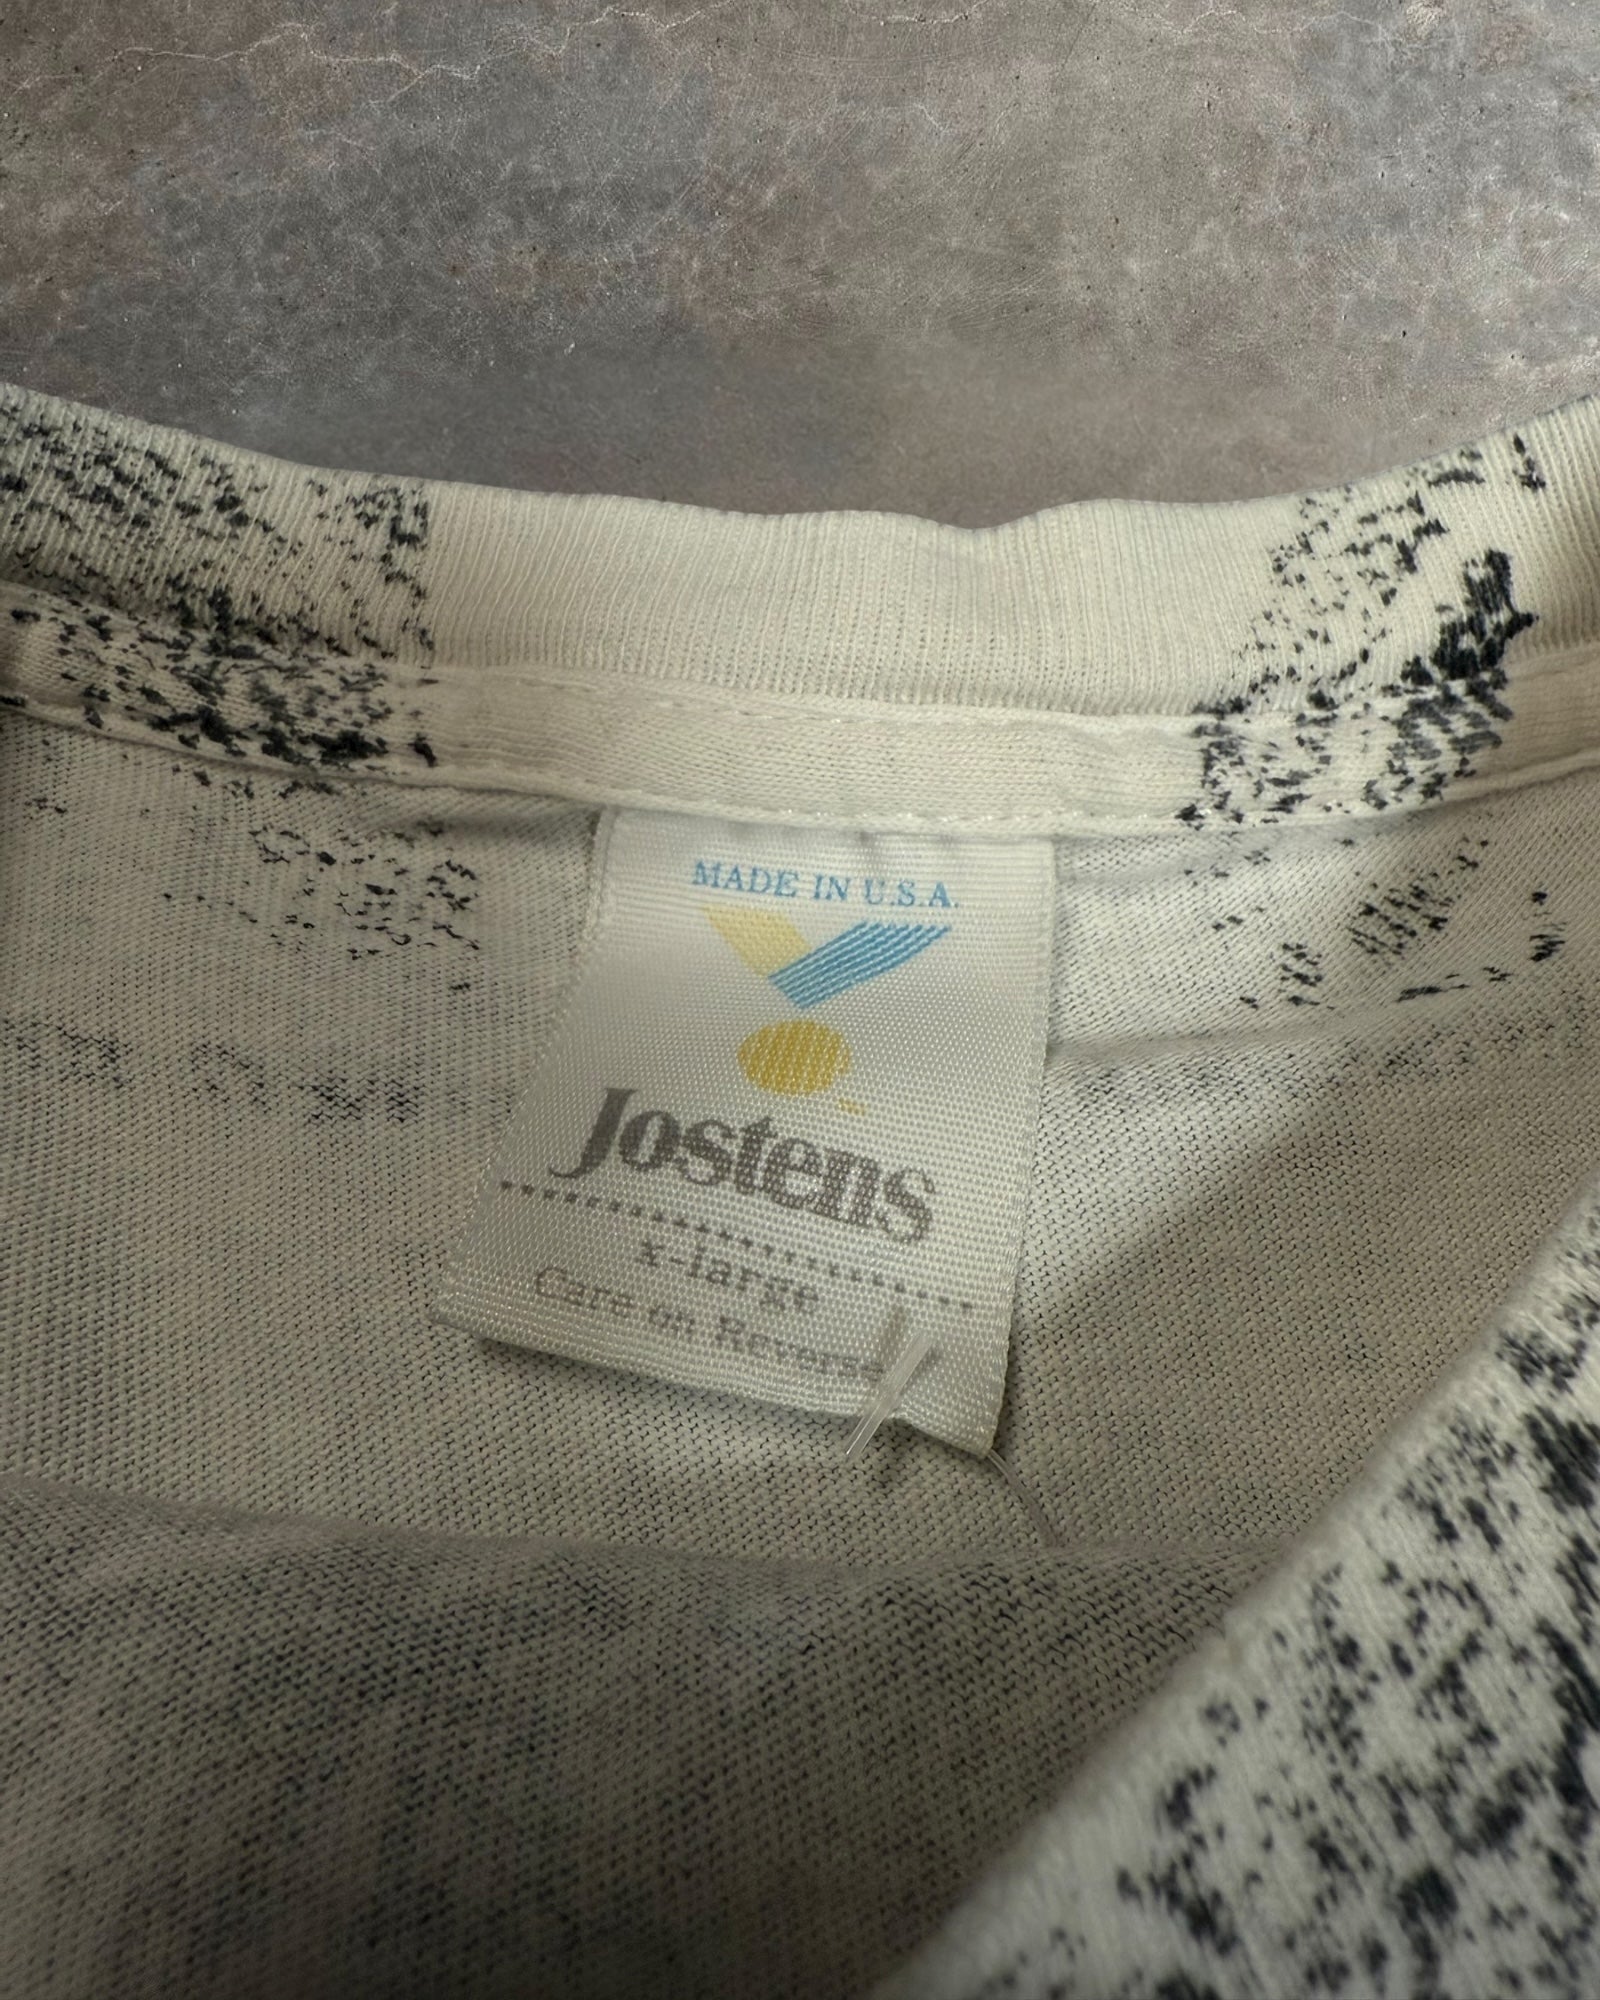 MADE IN U.S.A.
Jostens
x-large
Care on Reverse